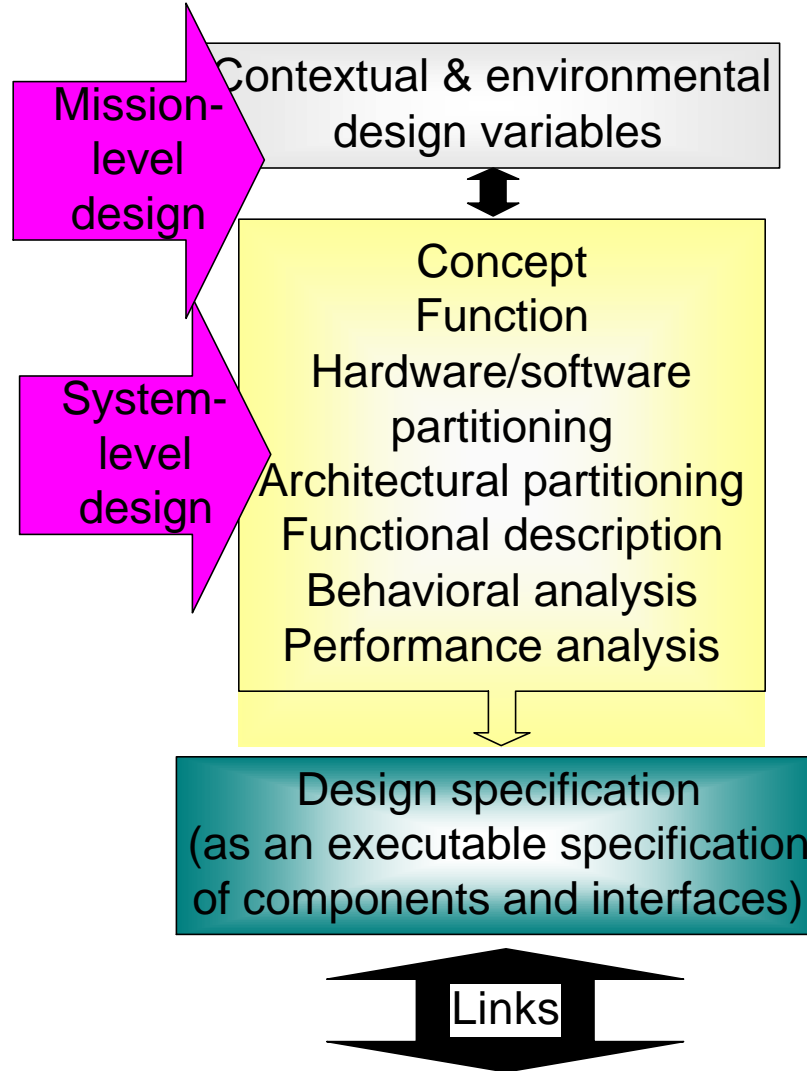 Mission-
level
design
Contextual & environmental
design variables
System-
level
design
Concept
Function
Hardware/software
partitioning
Architectural partitioning
Functional description
Behavioral analysis
Performance analysis
Design specification
(as an executable specification
of components and interfaces)
Links